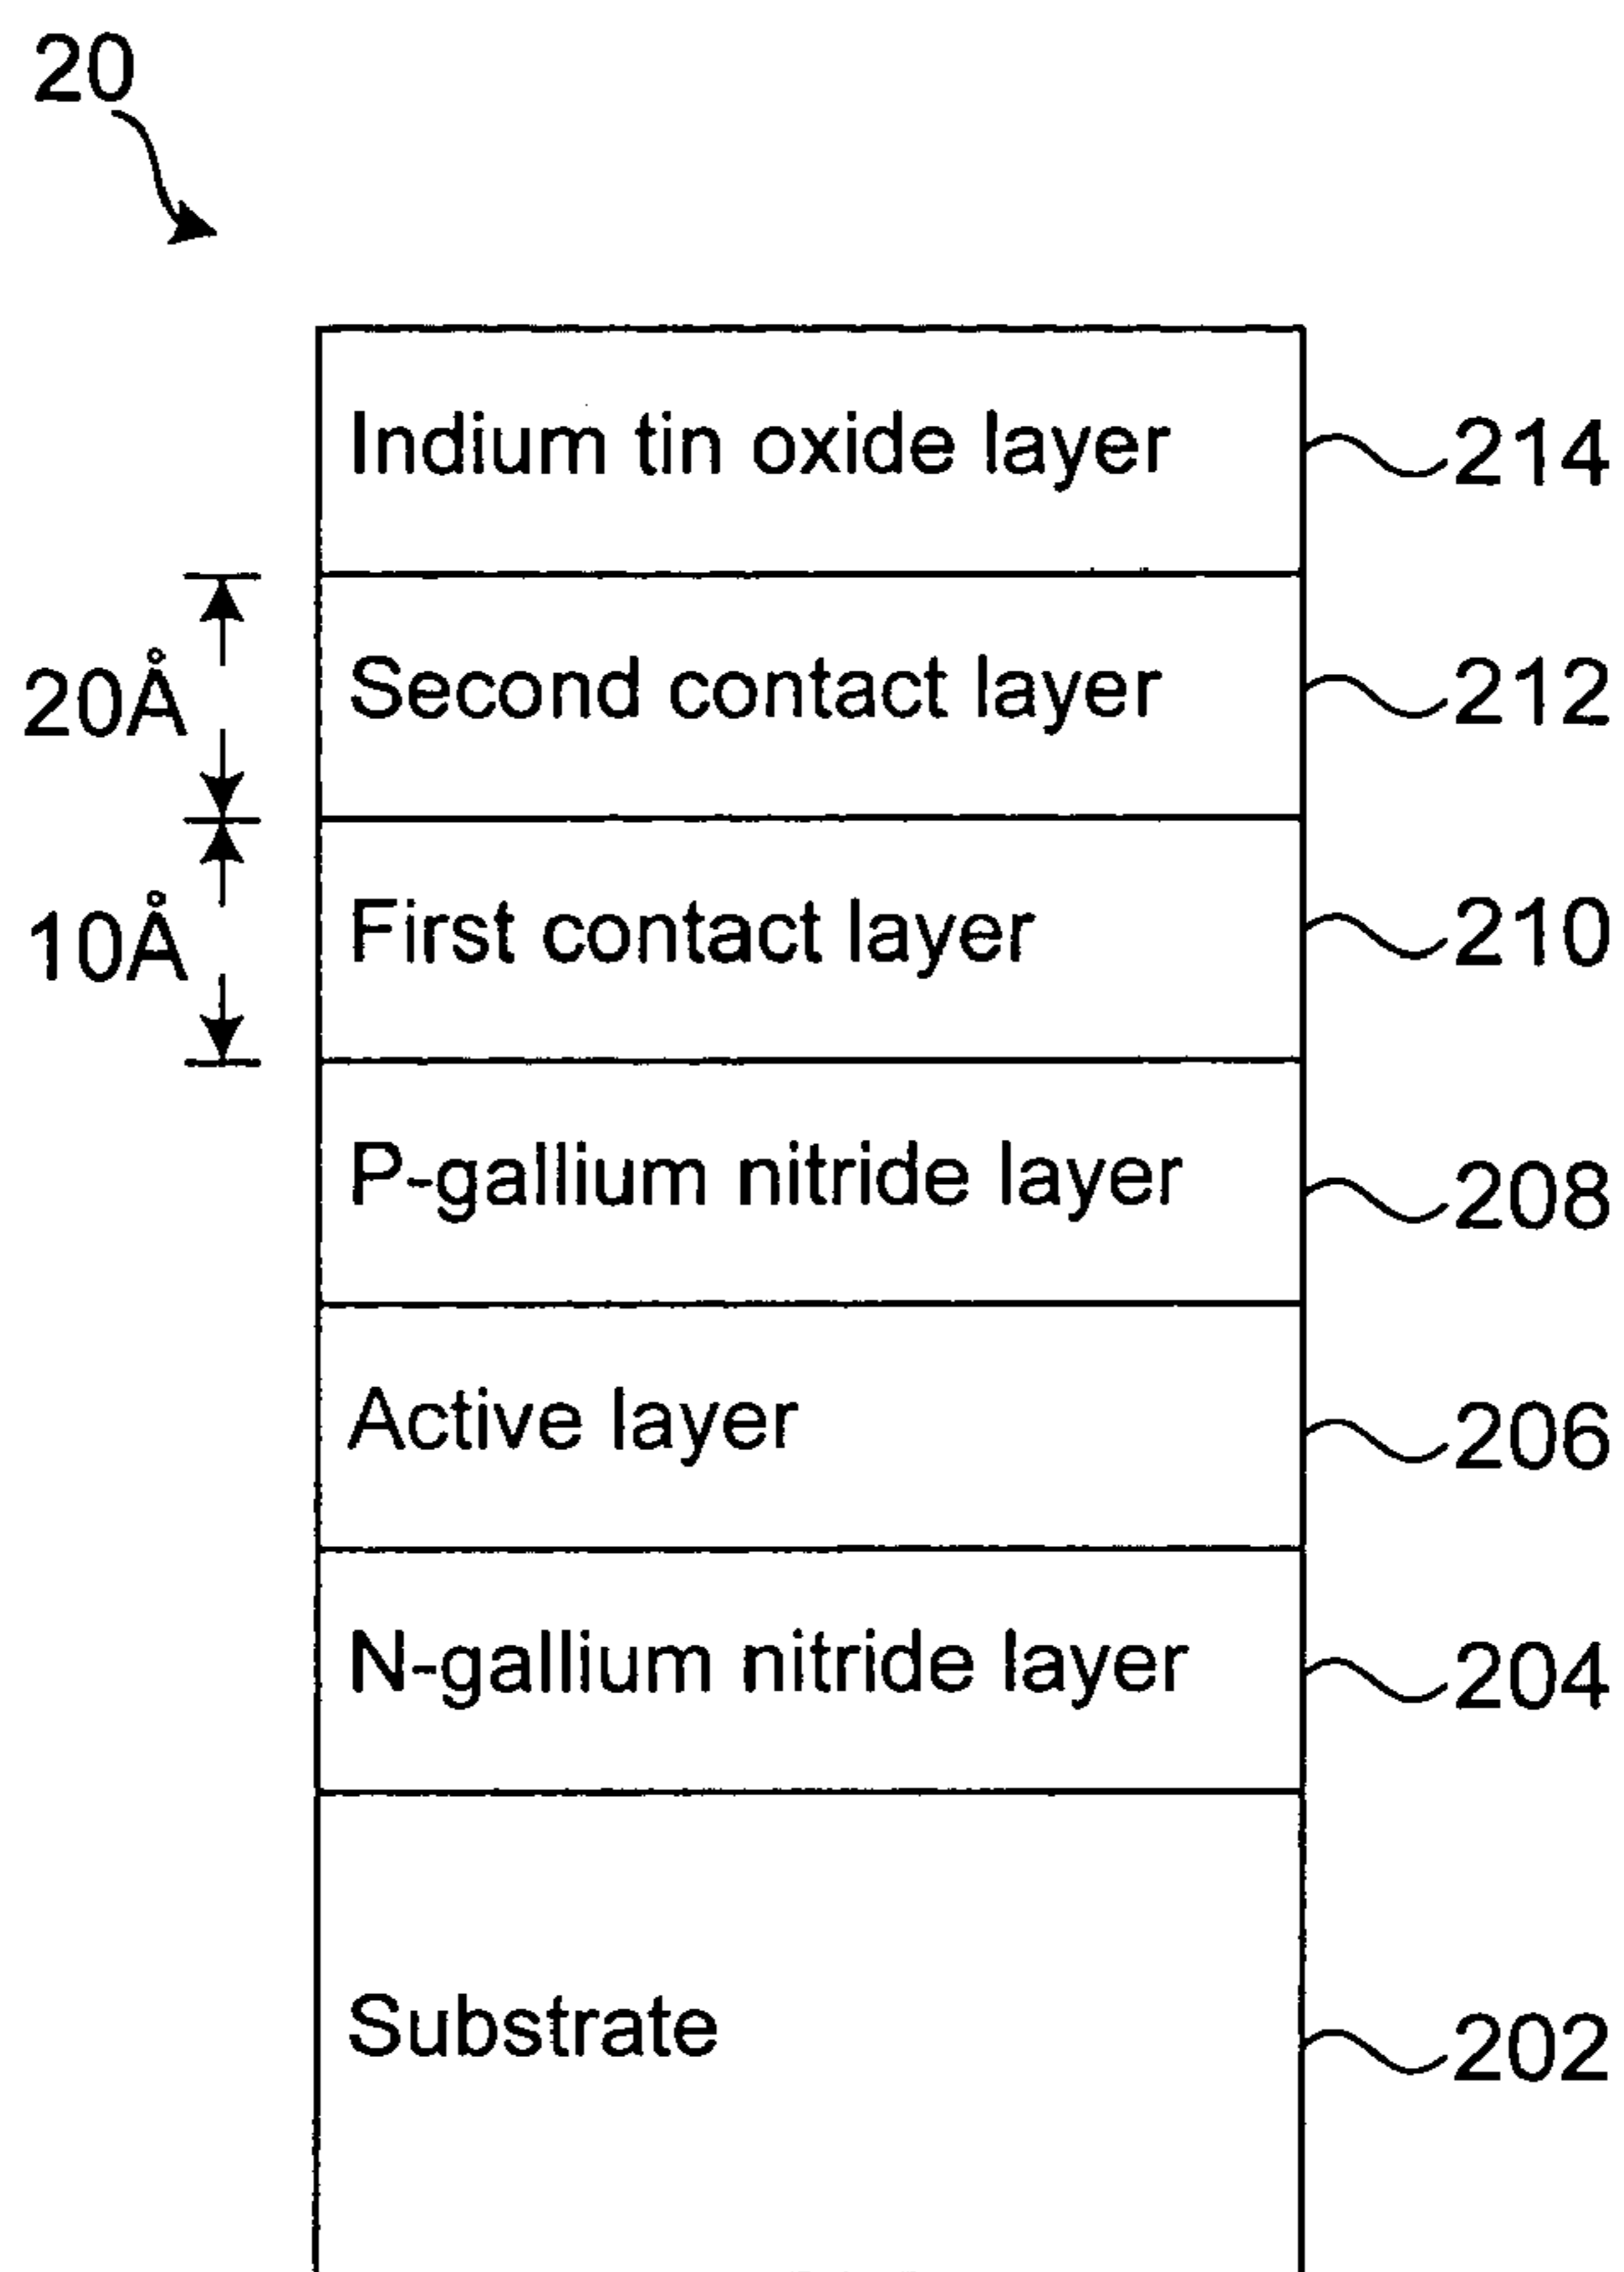 20
Indium tin oxide layer 214
20Å Second contact layer 212
10Å First contact layer 210
P-gallium nitride layer 208
Active layer 206
N-gallium nitride layer 204
Substrate 202